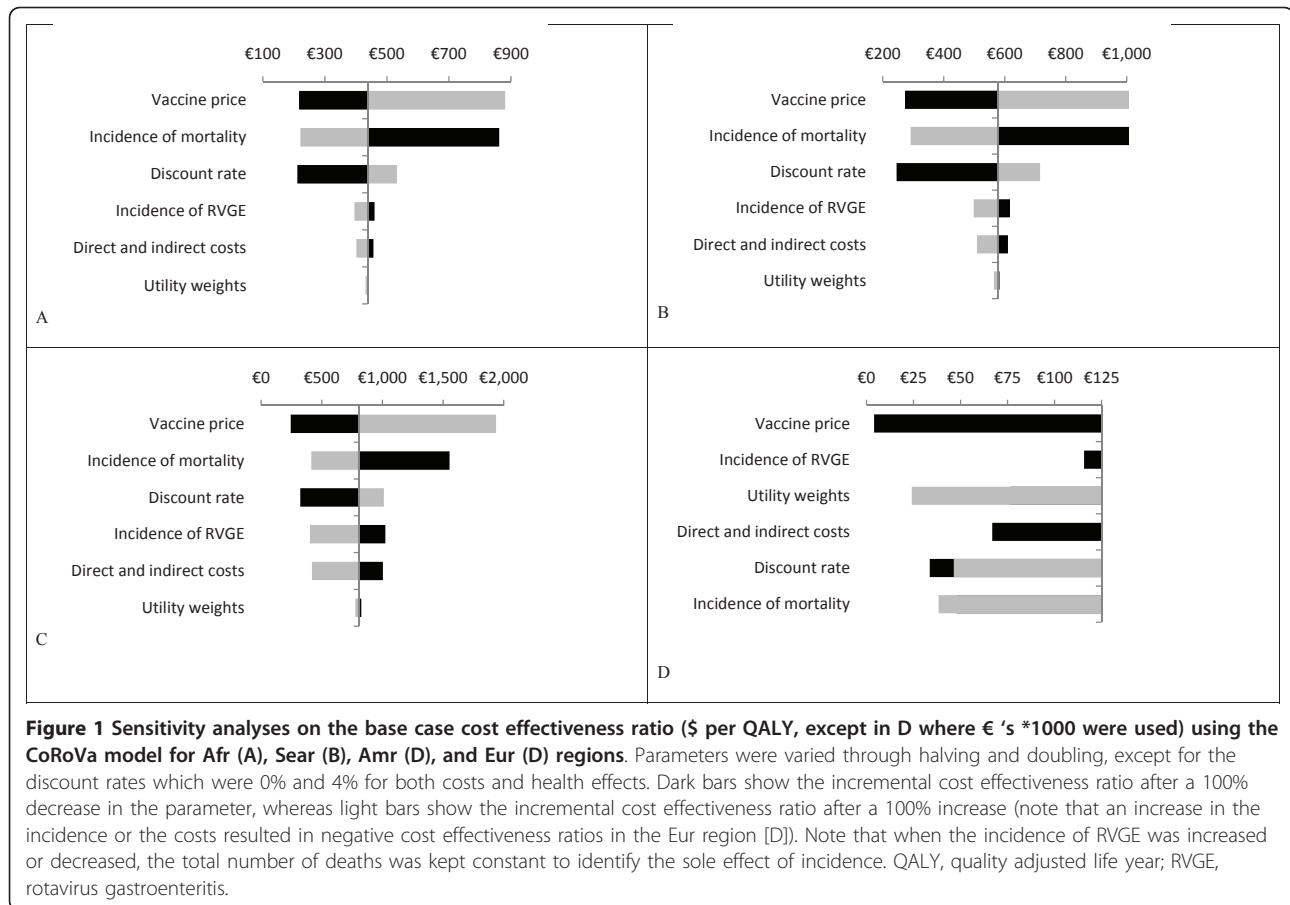 €100 €300 €500 €700 €900
Vaccine price
Incidence of mortality
Discount rate
Incidence of RVGE
Direct and indirect costs
Utility weights
A
€200 €400 €600 €800 €1,000
Vaccine price
Incidence of mortality
Discount rate
Incidence of RVGE
Direct and indirect costs
Utility weights
B
€0 €500 €1,000 €1,500 €2,000
Vaccine price
Incidence of mortality
Discount rate
Incidence of RVGE
Direct and indirect costs
Utility weights
C
€0 €25 €50 €75 €100 €125
Vaccine price
Incidence of RVGE
Utility weights
Direct and indirect costs
Discount rate
Incidence of mortality
D
Figure 1 Sensitivity analyses on the base case cost effectiveness ratio ($ per QALY, except in D where € ‘s *1000 were used) using the
CoRoVa model for Afr (A), Sear (B), Amr (D), and Eur (D) regions. Parameters were varied through halving and doubling, except for the
discount rates which were 0% and 4% for both costs and health effects. Dark bars show the incremental cost effectiveness ratio after a 100%
decrease in the parameter, whereas light bars show the incremental cost effectiveness ratio after a 100% increase (note that an increase in the
incidence or the costs resulted in negative cost effectiveness ratios in the Eur region [D]). Note that when the incidence of RVGE was increased
or decreased, the total number of deaths was kept constant to identify the sole effect of incidence. QALY, quality adjusted life year; RVGE,
rotavirus gastroenteritis.